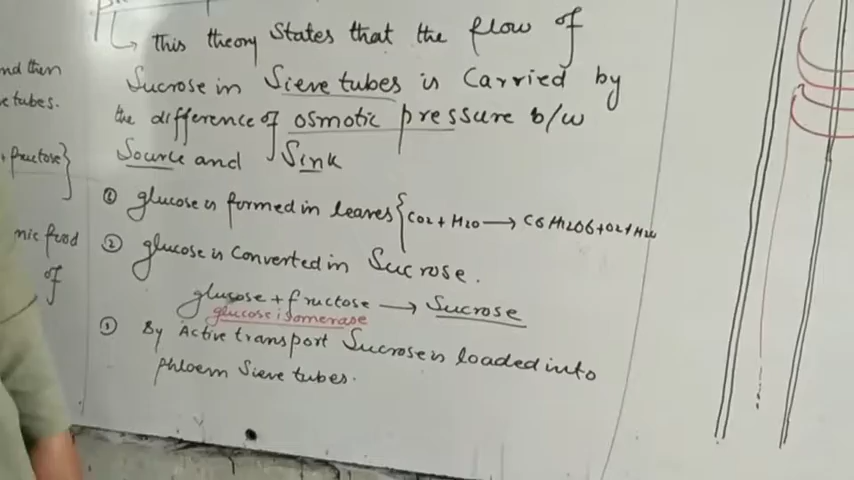 This theory States that the flow of
Sucrose in Sieve tubes is Carried by
the difference of osmotic pressure b/w
Source and Sink
① glucose is formed in leaves { CO2 + H2O → C6H12O6 + O2 + H2O
② glucose is Converted in Sucrose.
glucose + fructose → Sucrose
glucose isomerase
③ By Active transport Sucrose is loaded into
phloem Sieve tubes.
nd then
e tubes.
+ fructose}
nic food
of